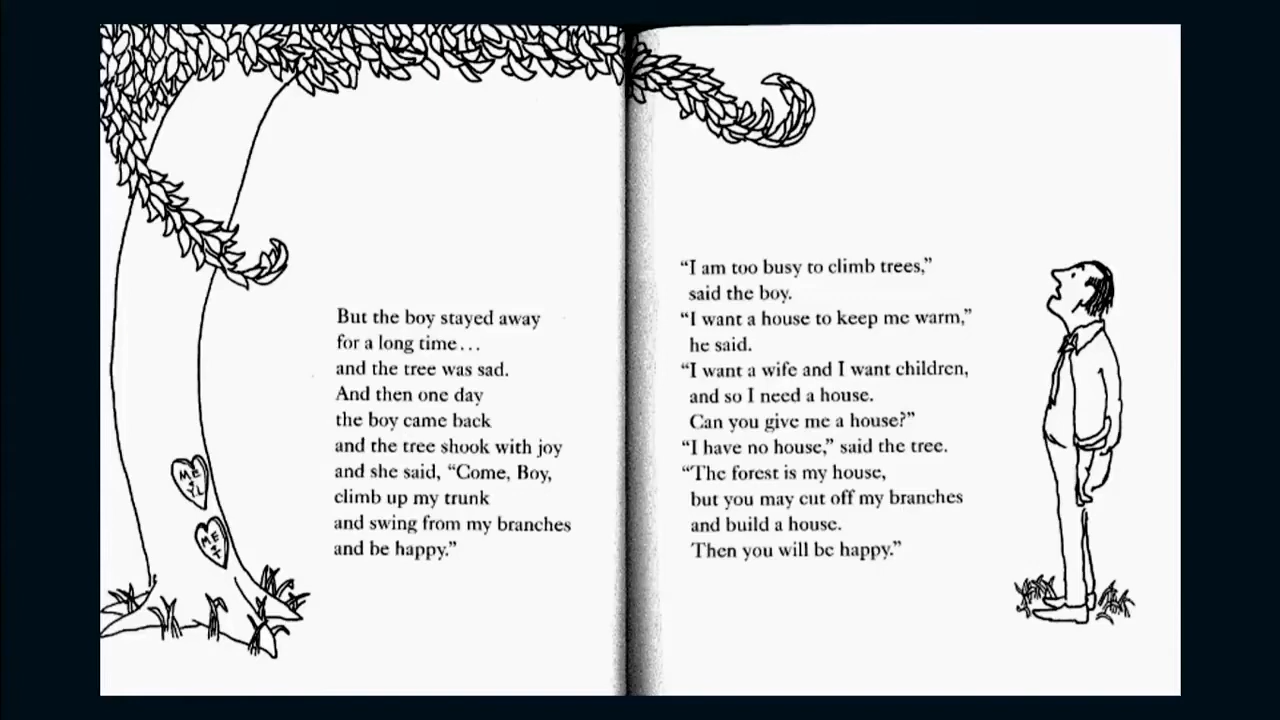 ME
+
Y.L.
ME
+
T
But the boy stayed away
for a long time...
and the tree was sad.
And then one day
the boy came back
and the tree shook with joy
and she said, “Come, Boy,
climb up my trunk
and swing from my branches
and be happy.”
“I am too busy to climb trees,”
said the boy.
“I want a house to keep me warm,”
he said.
“I want a wife and I want children,
and so I need a house.
Can you give me a house?”
“I have no house,” said the tree.
“The forest is my house,
but you may cut off my branches
and build a house.
Then you will be happy.”